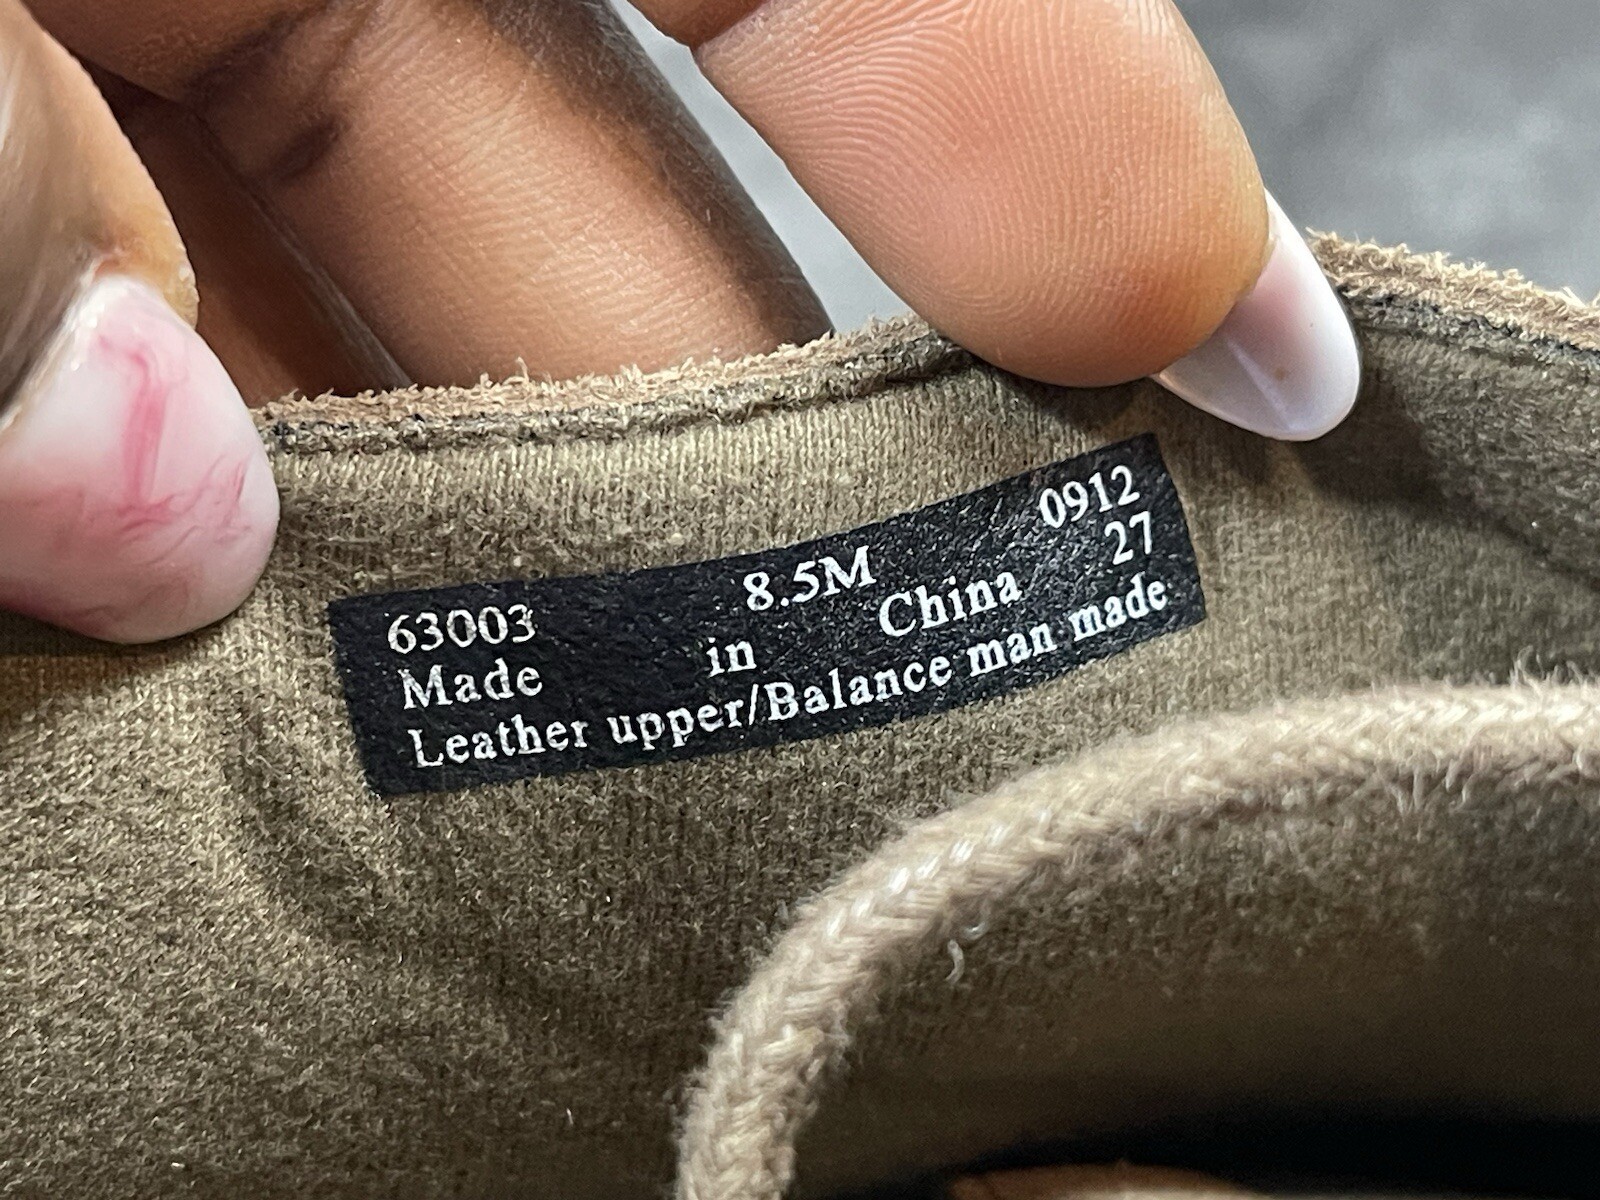 63003 8.5M 0912
Made in China 27
Leather upper/Balance man made